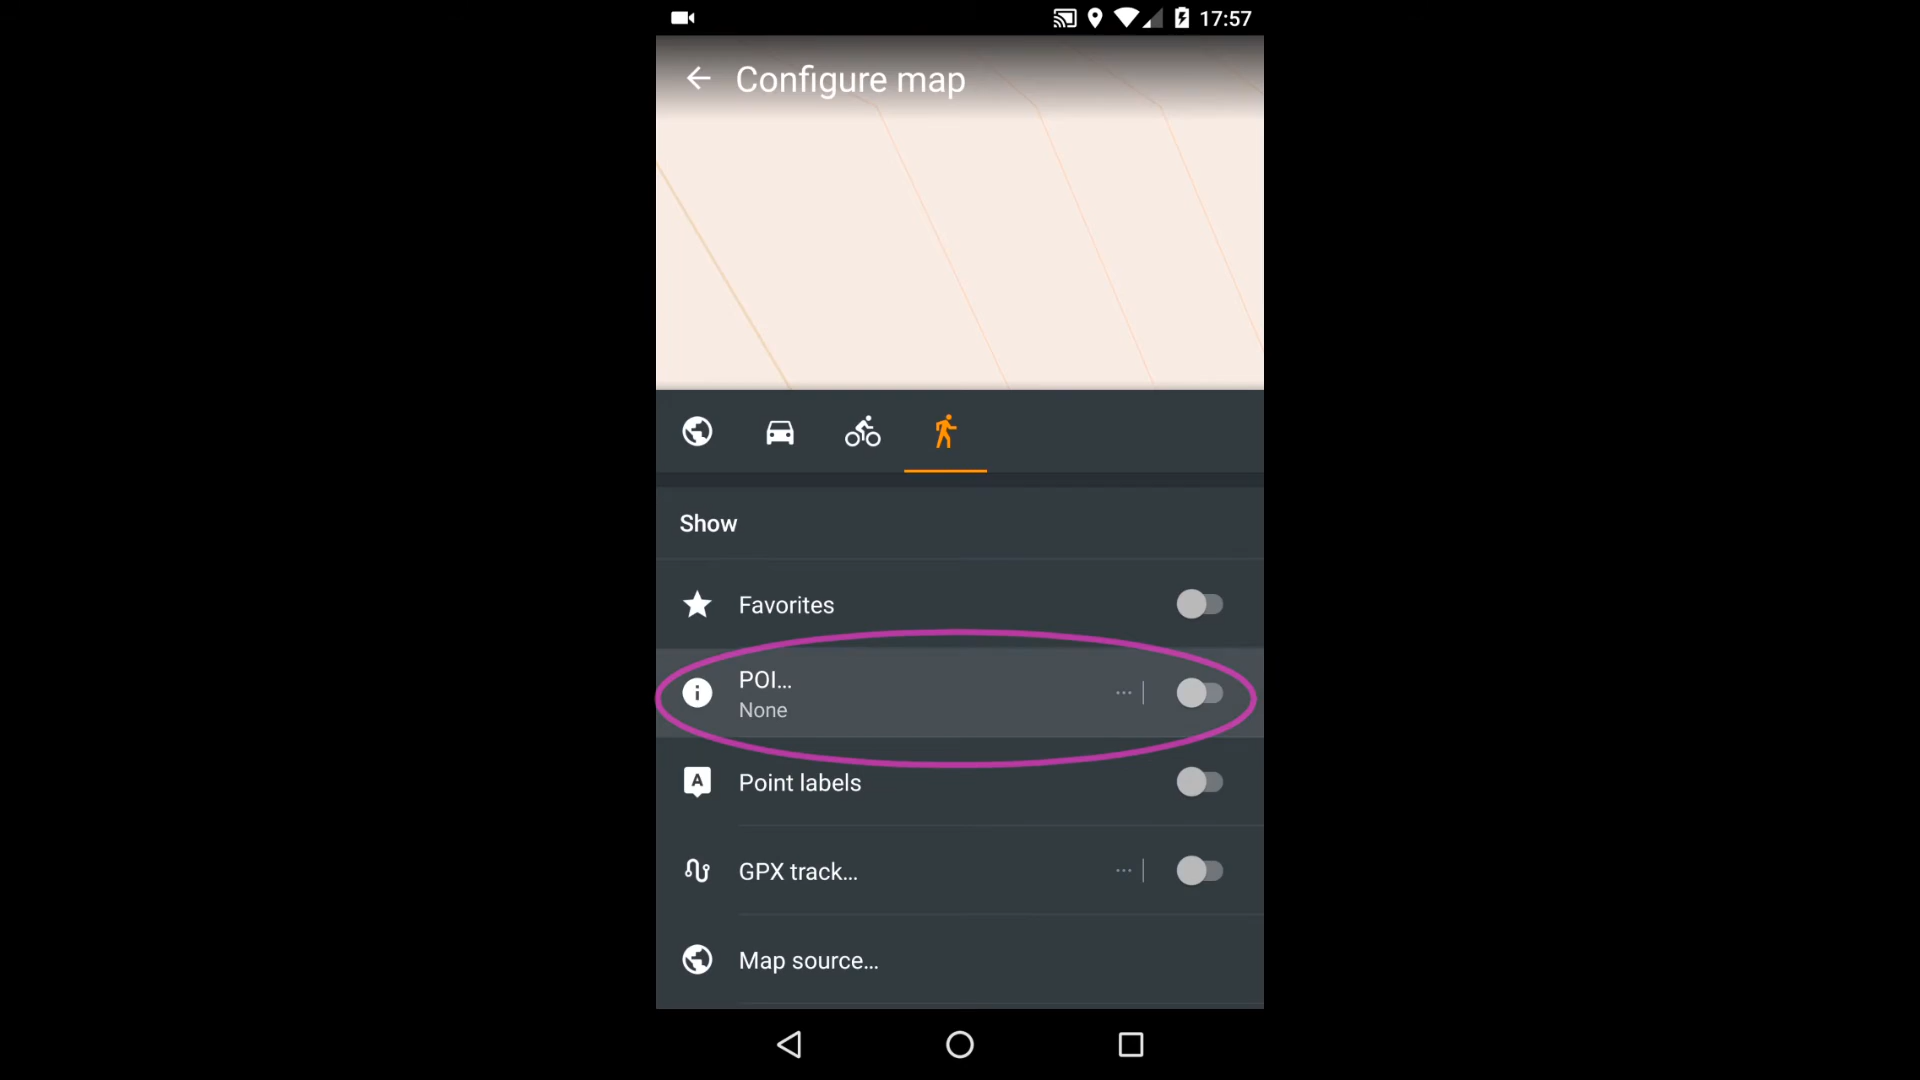 17:57
Configure map
Show
Favorites
POI...
None
A
Point labels
GPX track...
Map source...